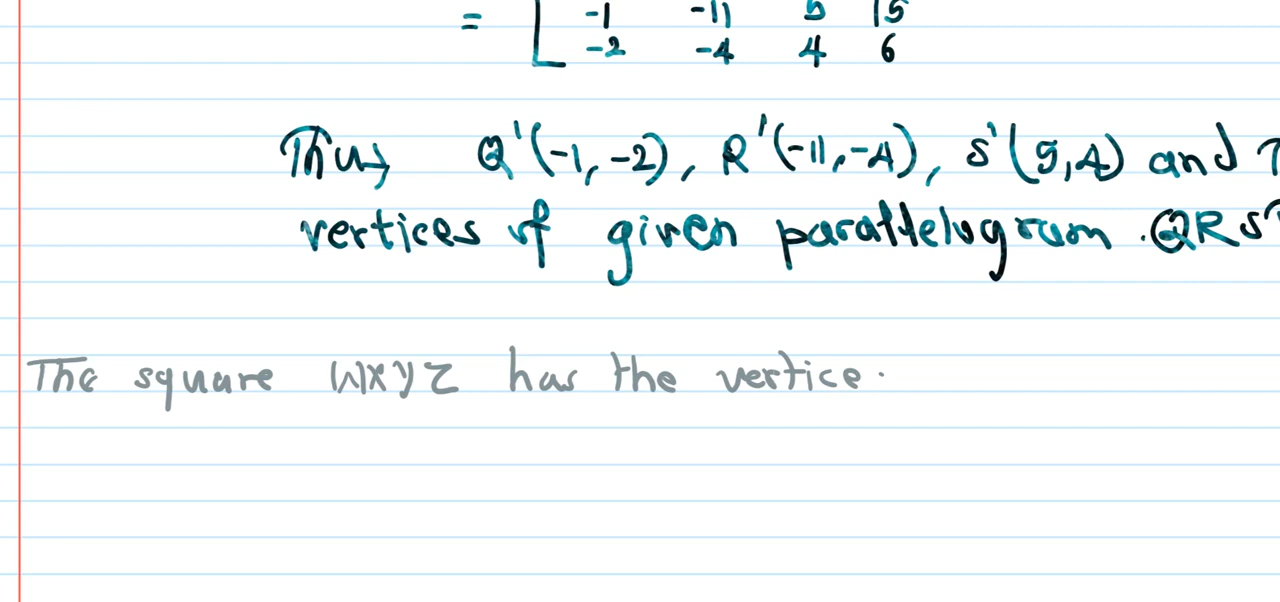 = [ -1 -11 5 15
-2 -4 4 6
Thus Q'(-1, -2), R'(-11, -4), S'(5, 4) and
vertices of given parallelogram QRS
The square WXYZ has the vertice.